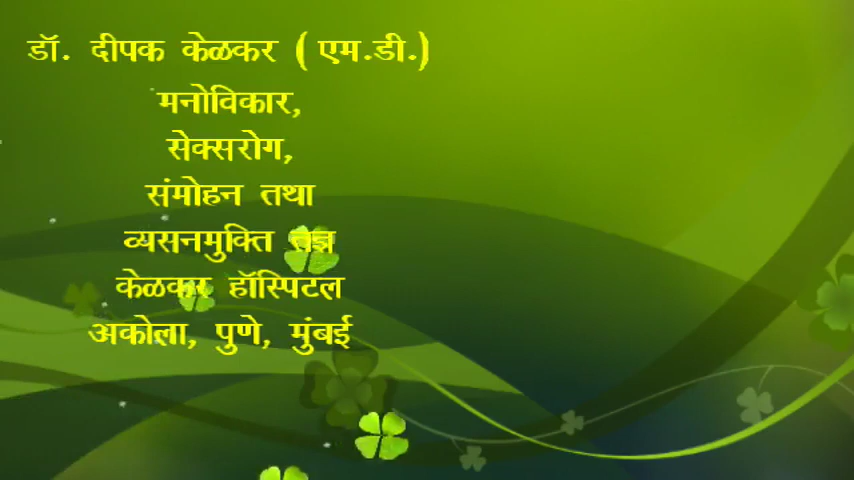 डॉ. दीपक केळकर ( एम.डी.)
मनोविकार,
सेक्सरोग,
संमोहन तथा
व्यसनमुक्ति तज्ञ
केळकर हॉस्पिटल
अकोला, पुणे, मुंबई